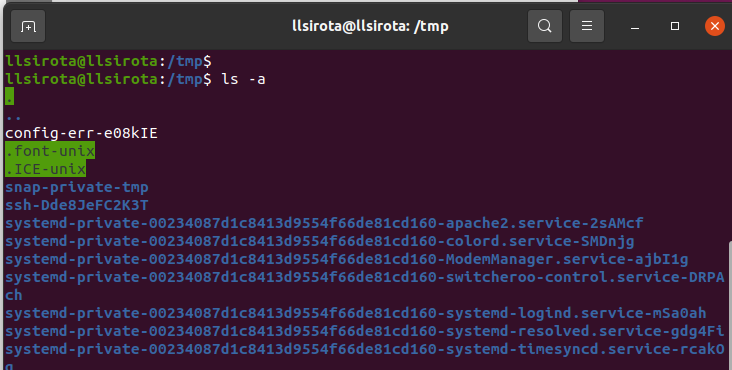 llsirota@llsirota: /tmp
llsirota@llsirota:/tmp$
llsirota@llsirota:/tmp$ ls -a
.
..
config-err-e08kIE
.font-unix
.ICE-unix
snap-private-tmp
ssh-Dde8JeFC2K3T
systemd-private-00234087d1c8413d9554f66de81cd160-apache2.service-2sAMcf
systemd-private-00234087d1c8413d9554f66de81cd160-colord.service-SMDnjg
systemd-private-00234087d1c8413d9554f66de81cd160-ModemManager.service-ajbI1g
systemd-private-00234087d1c8413d9554f66de81cd160-switcheroo-control.service-DRPA
ch
systemd-private-00234087d1c8413d9554f66de81cd160-systemd-logind.service-mSa0ah
systemd-private-00234087d1c8413d9554f66de81cd160-systemd-resolved.service-gdg4Fi
systemd-private-00234087d1c8413d9554f66de81cd160-systemd-timesyncd.service-rcakO